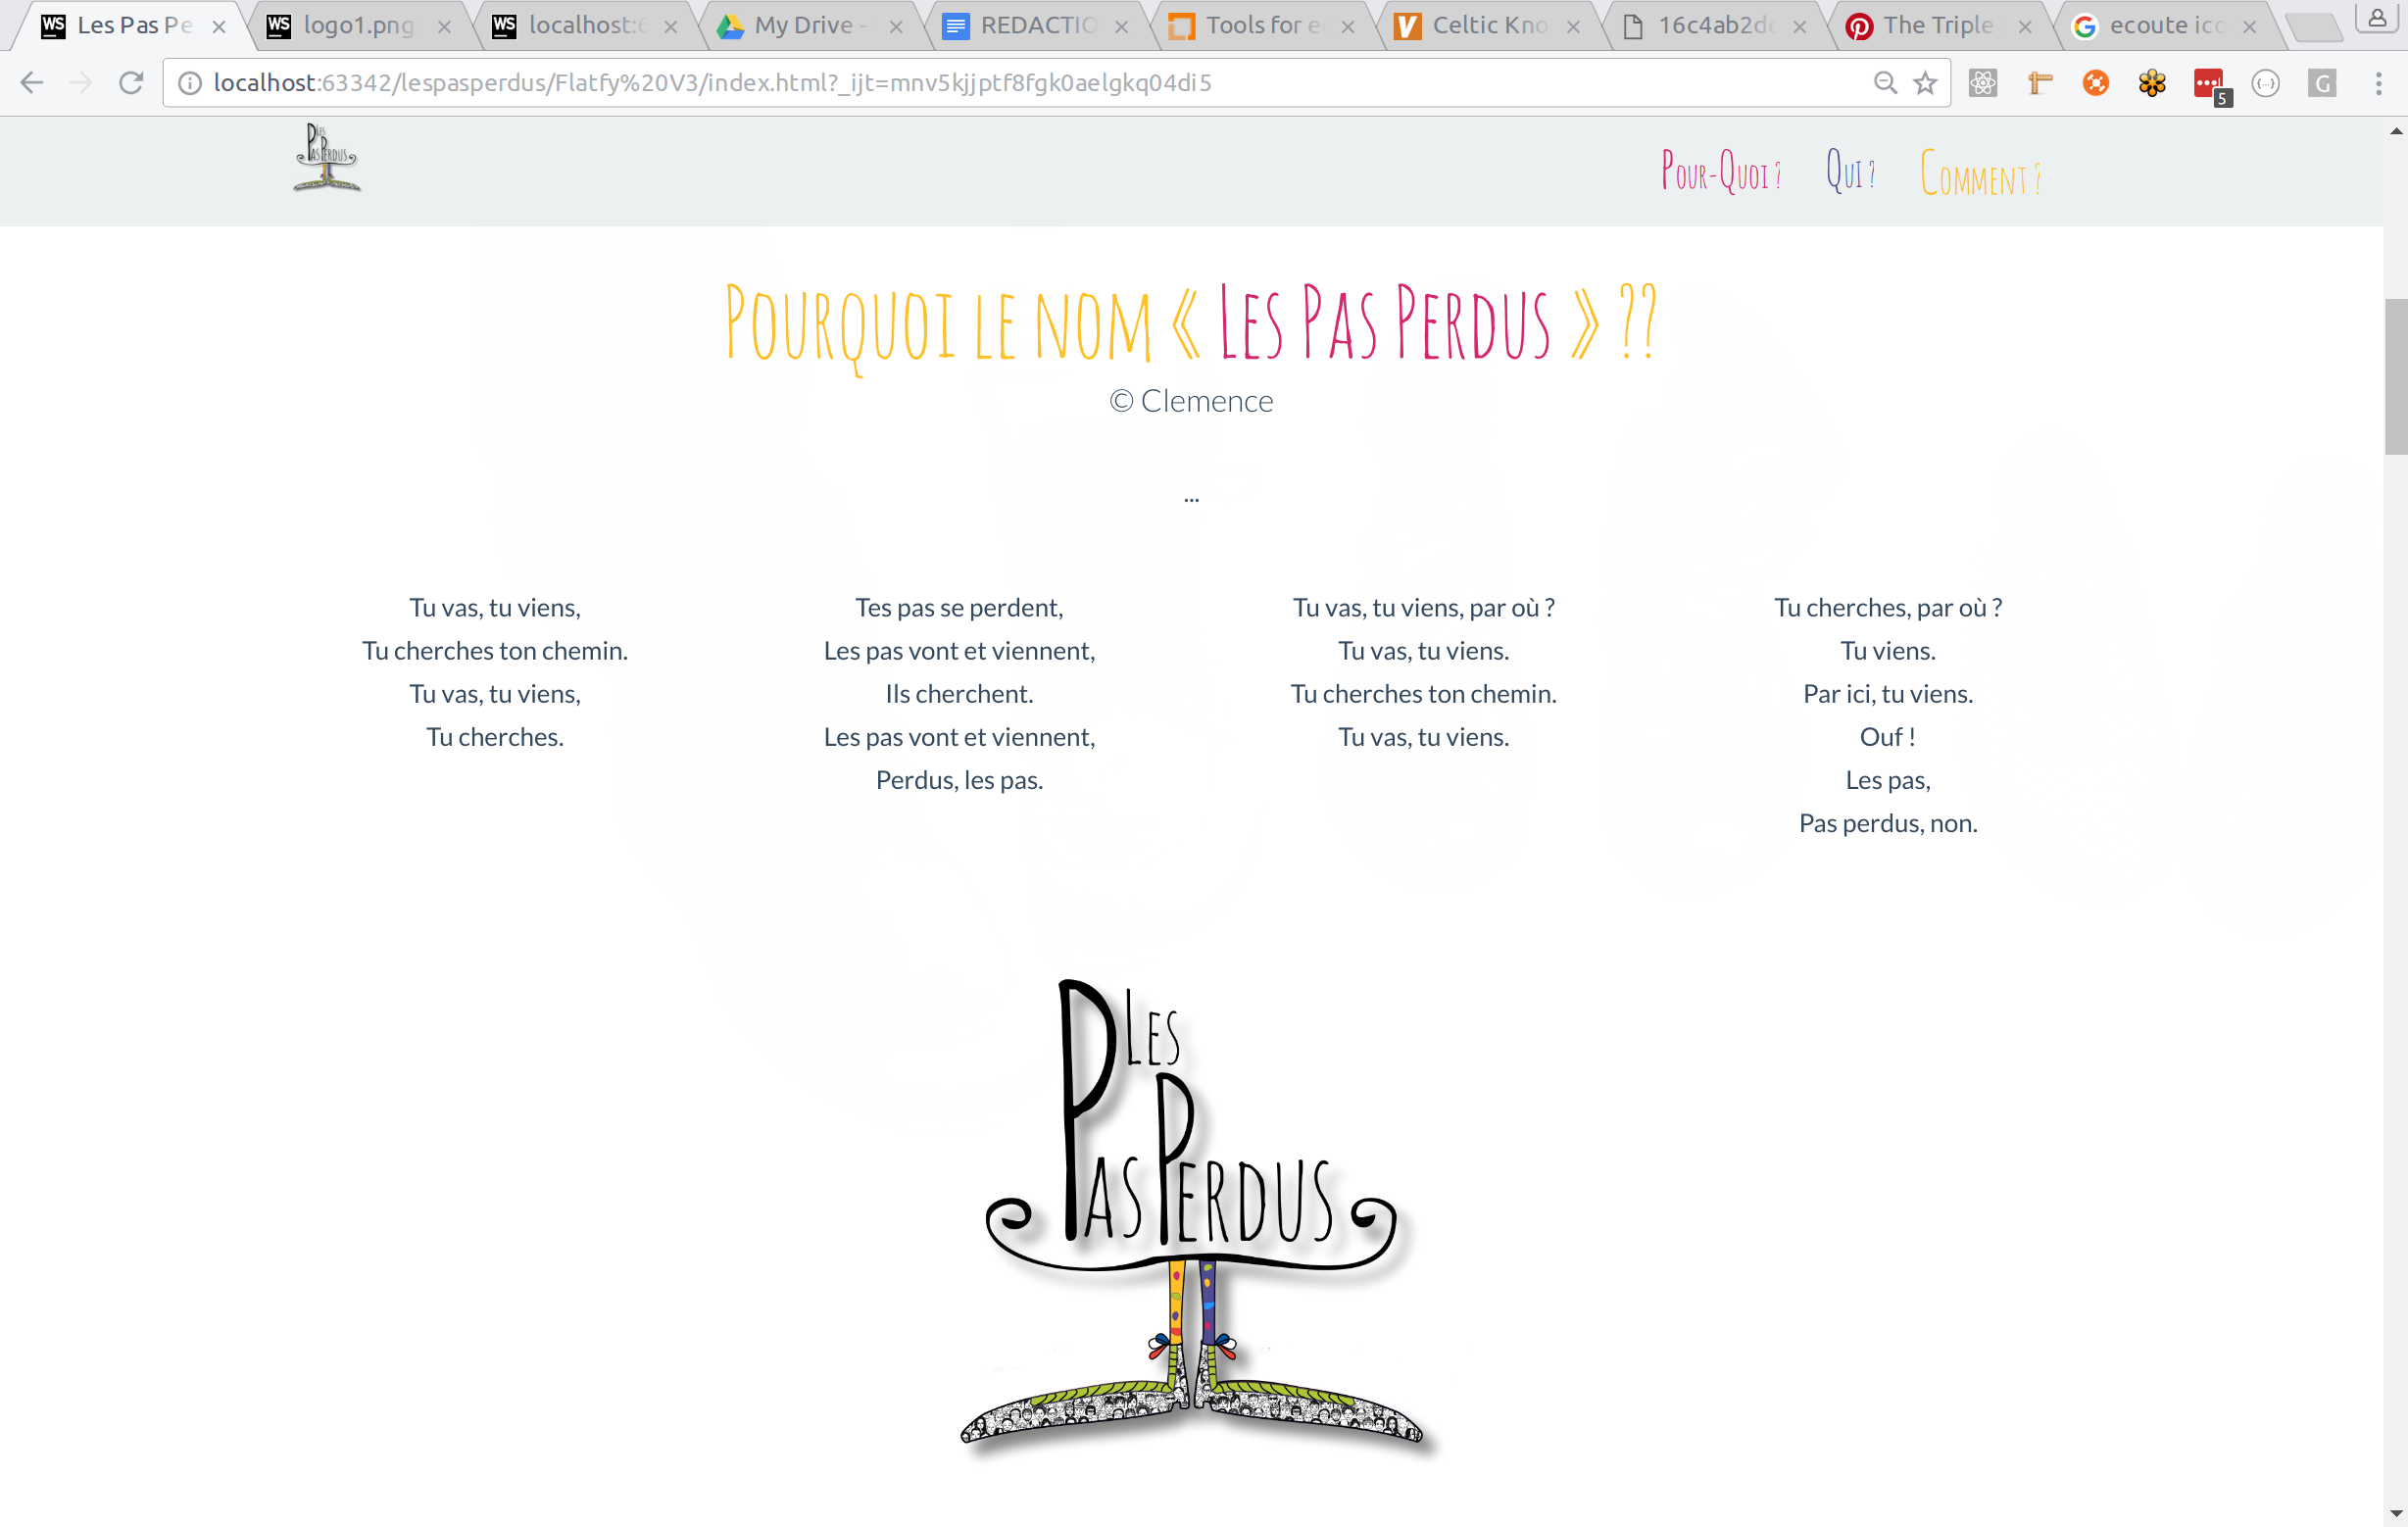 Les Pas Pe
logo1.png
localhost:6
My Drive -
REDACTIO
Tools for e
Celtic Kno
16c4ab2dc
The Triple
ecoute ico
localhost:63342/lespasperdus/Flatfy%20V3/index.html?_ijt=mnv5kjjptf8fgk0aelgkq04di5
5
G
Les
Pas Perdus
Pour-Quoi ?
Qui ?
Comment ?
Pourquoi le nom « Les Pas Perdus » ??
© Clemence
...
Tu vas, tu viens,
Tu cherches ton chemin.
Tu vas, tu viens,
Tu cherches.
Tes pas se perdent,
Les pas vont et viennent,
Ils cherchent.
Les pas vont et viennent,
Perdus, les pas.
Tu vas, tu viens, par où ?
Tu vas, tu viens.
Tu cherches ton chemin.
Tu vas, tu viens.
Tu cherches, par où ?
Tu viens.
Par ici, tu viens.
Ouf !
Les pas,
Pas perdus, non.
Les
Pas Perdus